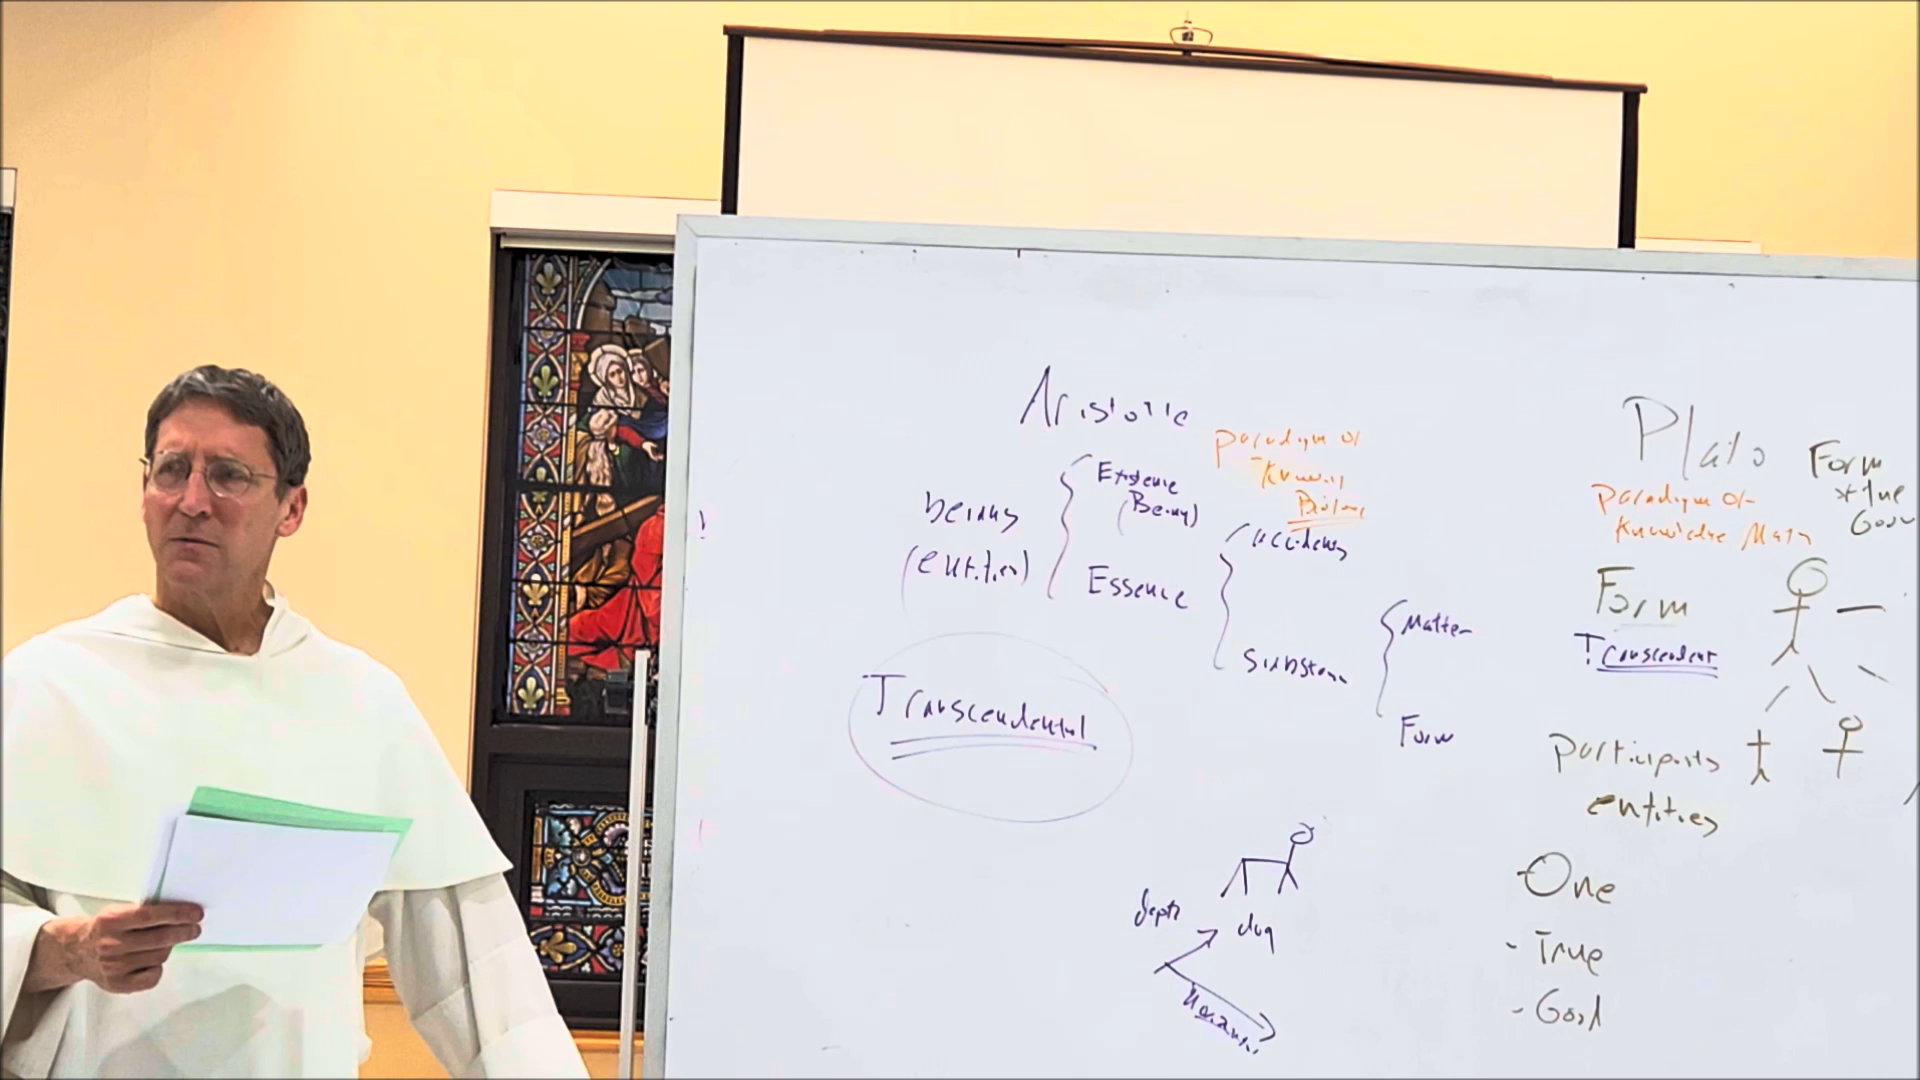 Aristotle
paradigm of
Knowing
Biology
beings
(entities)
Existence
(Being)
Essence
accidents
Substance
Matter
Form
Transcendental
dog
depth
Plato
Form
of the
Good
paradigm of
Knowledge Math
Form
Transcendent
participants
entities
One
- True
- Good